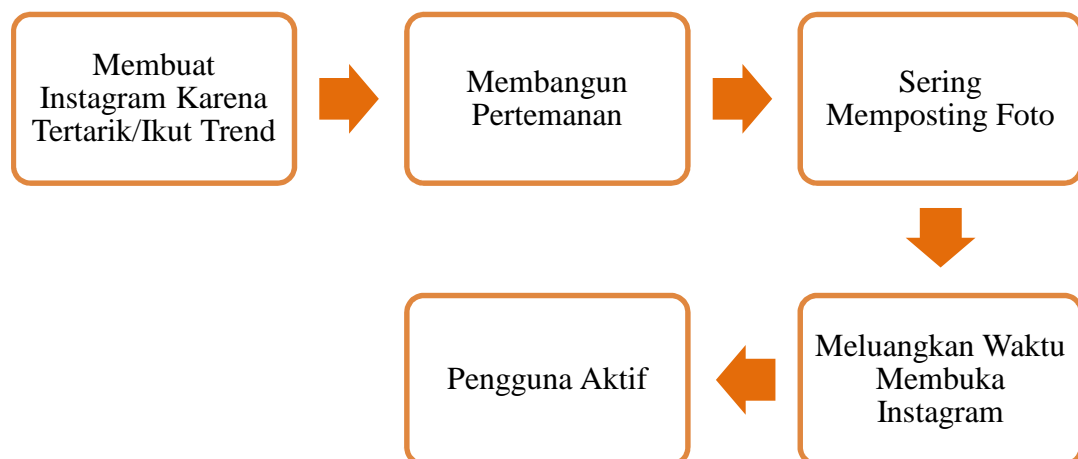 Membuat
Instagram Karena
Tertarik/Ikut Trend
Membangun
Pertemanan
Sering
Memposting Foto
Meluangkan Waktu
Membuka
Instagram
Pengguna Aktif